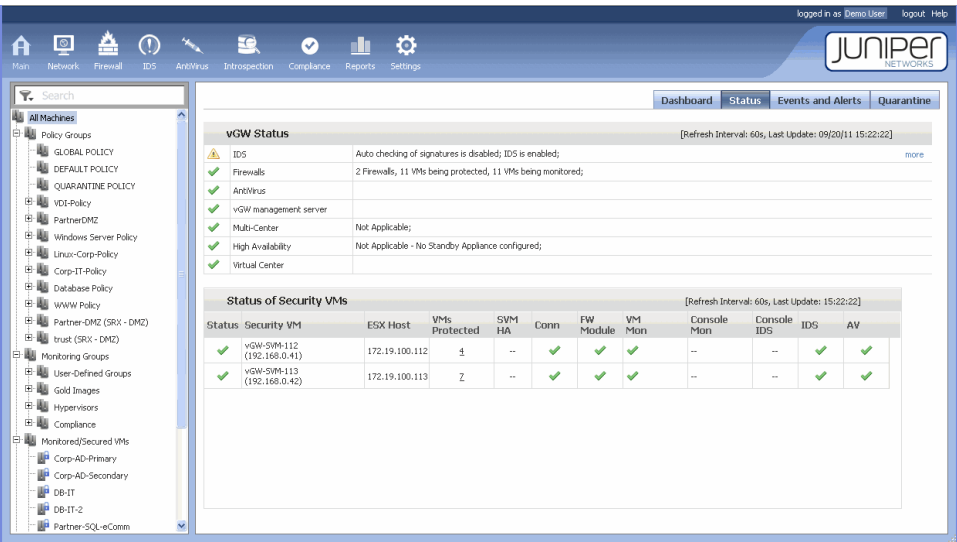 logged in as Demo User logout Help
Main Network Firewall IDS AntiVirus Introspection Compliance Reports Settings
JUNIPER
NETWORKS
Search
Dashboard Status Events and Alerts Quarantine
All Machines
Policy Groups
GLOBAL POLICY
DEFAULT POLICY
QUARANTINE POLICY
VDI-Policy
PartnerDMZ
Windows Server Policy
Linux-Corp-Policy
Corp-IT-Policy
Database Policy
WWW Policy
Partner-DMZ (SRX - DMZ)
trust (SRX - DMZ)
Monitoring Groups
User-Defined Groups
Gold Images
Hypervisors
Compliance
Monitored/Secured VMs
Corp-AD-Primary
Corp-AD-Secondary
DB-IT
DB-IT-2
Partner-SQL-eComm
vGW Status [Refresh Interval: 60s, Last Update: 09/20/11 15:22:22]
IDS Auto checking of signatures is disabled; IDS is enabled; more
Firewalls 2 Firewalls, 11 VMs being protected, 11 VMs being monitored;
AntiVirus
vGW management server
Multi-Center Not Applicable;
High Availability Not Applicable - No Standby Appliance configured;
Virtual Center
Status of Security VMs [Refresh Interval: 60s, Last Update: 15:22:22]
Status Security VM ESX Host VMs Protected SVM HA Conn FW Module VM Mon Console Mon Console IDS IDS AV
vGW-SVM-112
(192.168.0.41) 172.19.100.112 4 -- -- --
vGW-SVM-113
(192.168.0.42) 172.19.100.113 7 -- -- --